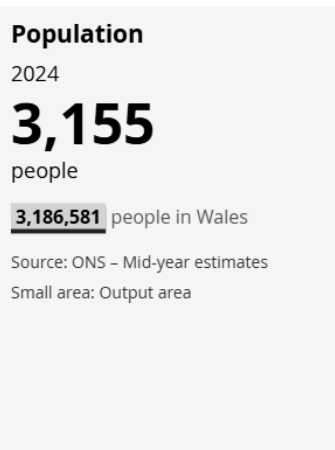 Population
2024
3,155
people
3,186,581 people in Wales
Source: ONS – Mid-year estimates
Small area: Output area